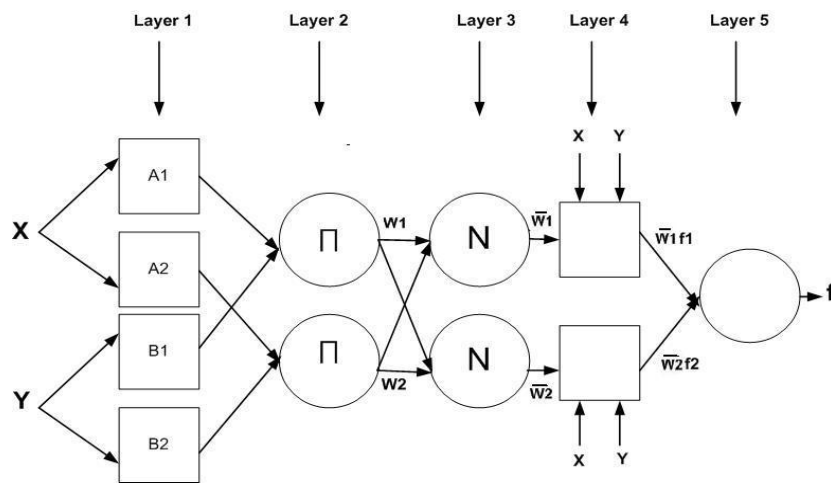 Layer 1
Layer 2
Layer 3
Layer 4
Layer 5
X
Y
A1
A2
B1
B2
X
Y
Π
Π
W1
W2
N
N
w̅1
w̅2
X Y
X Y
w̅1f1
w̅2f2
f